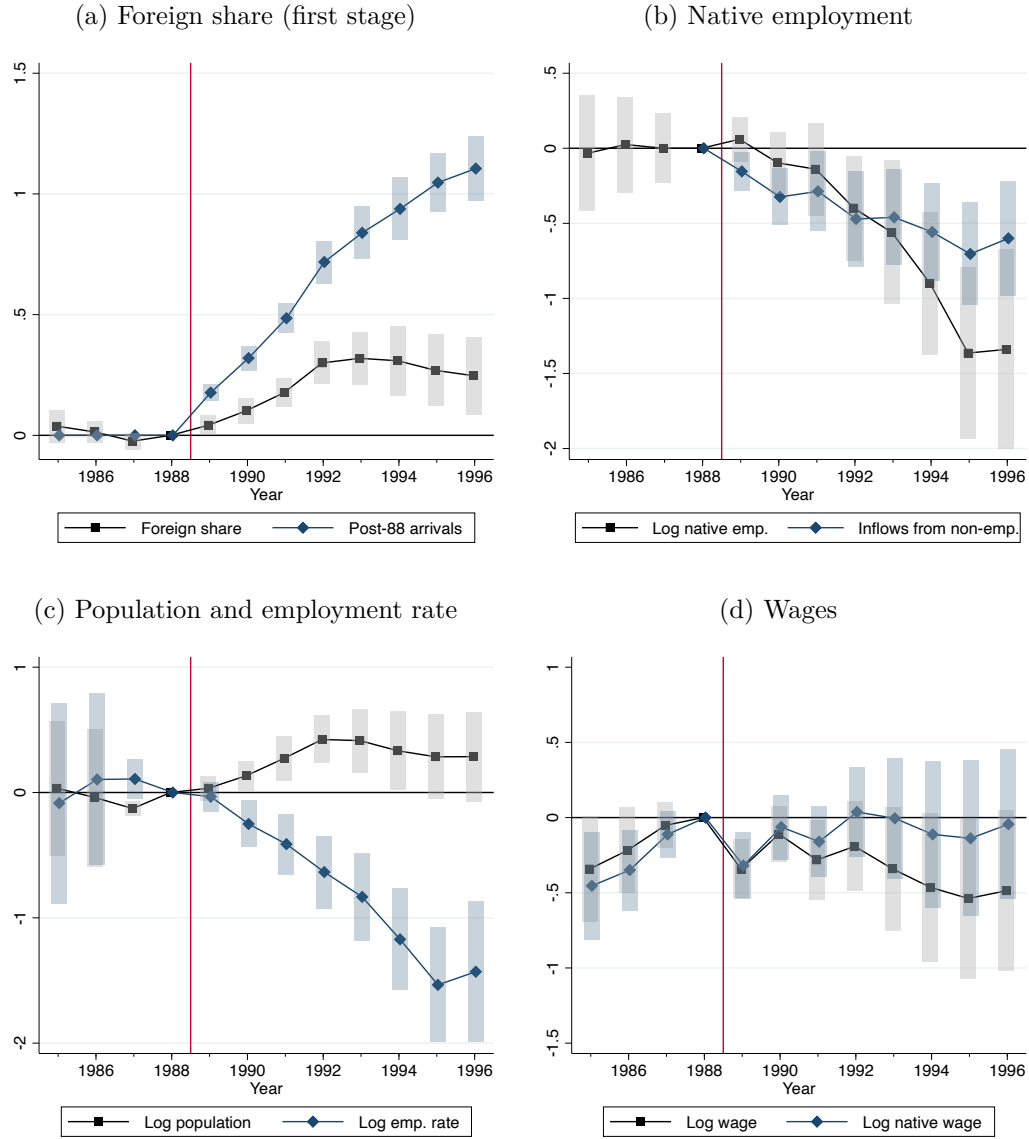 (a) Foreign share (first stage)
1.5
1
.5
0
1986 1988 1990 1992 1994 1996
Year
Foreign share Post-88 arrivals
(b) Native employment
.5
0
-.5
-1
-1.5
-2
1986 1988 1990 1992 1994 1996
Year
Log native emp. Inflows from non-emp.
(c) Population and employment rate
1
0
-1
-2
1986 1988 1990 1992 1994 1996
Year
Log population Log emp. rate
(d) Wages
1
.5
0
-.5
-1
-1.5
1986 1988 1990 1992 1994 1996
Year
Log wage Log native wage